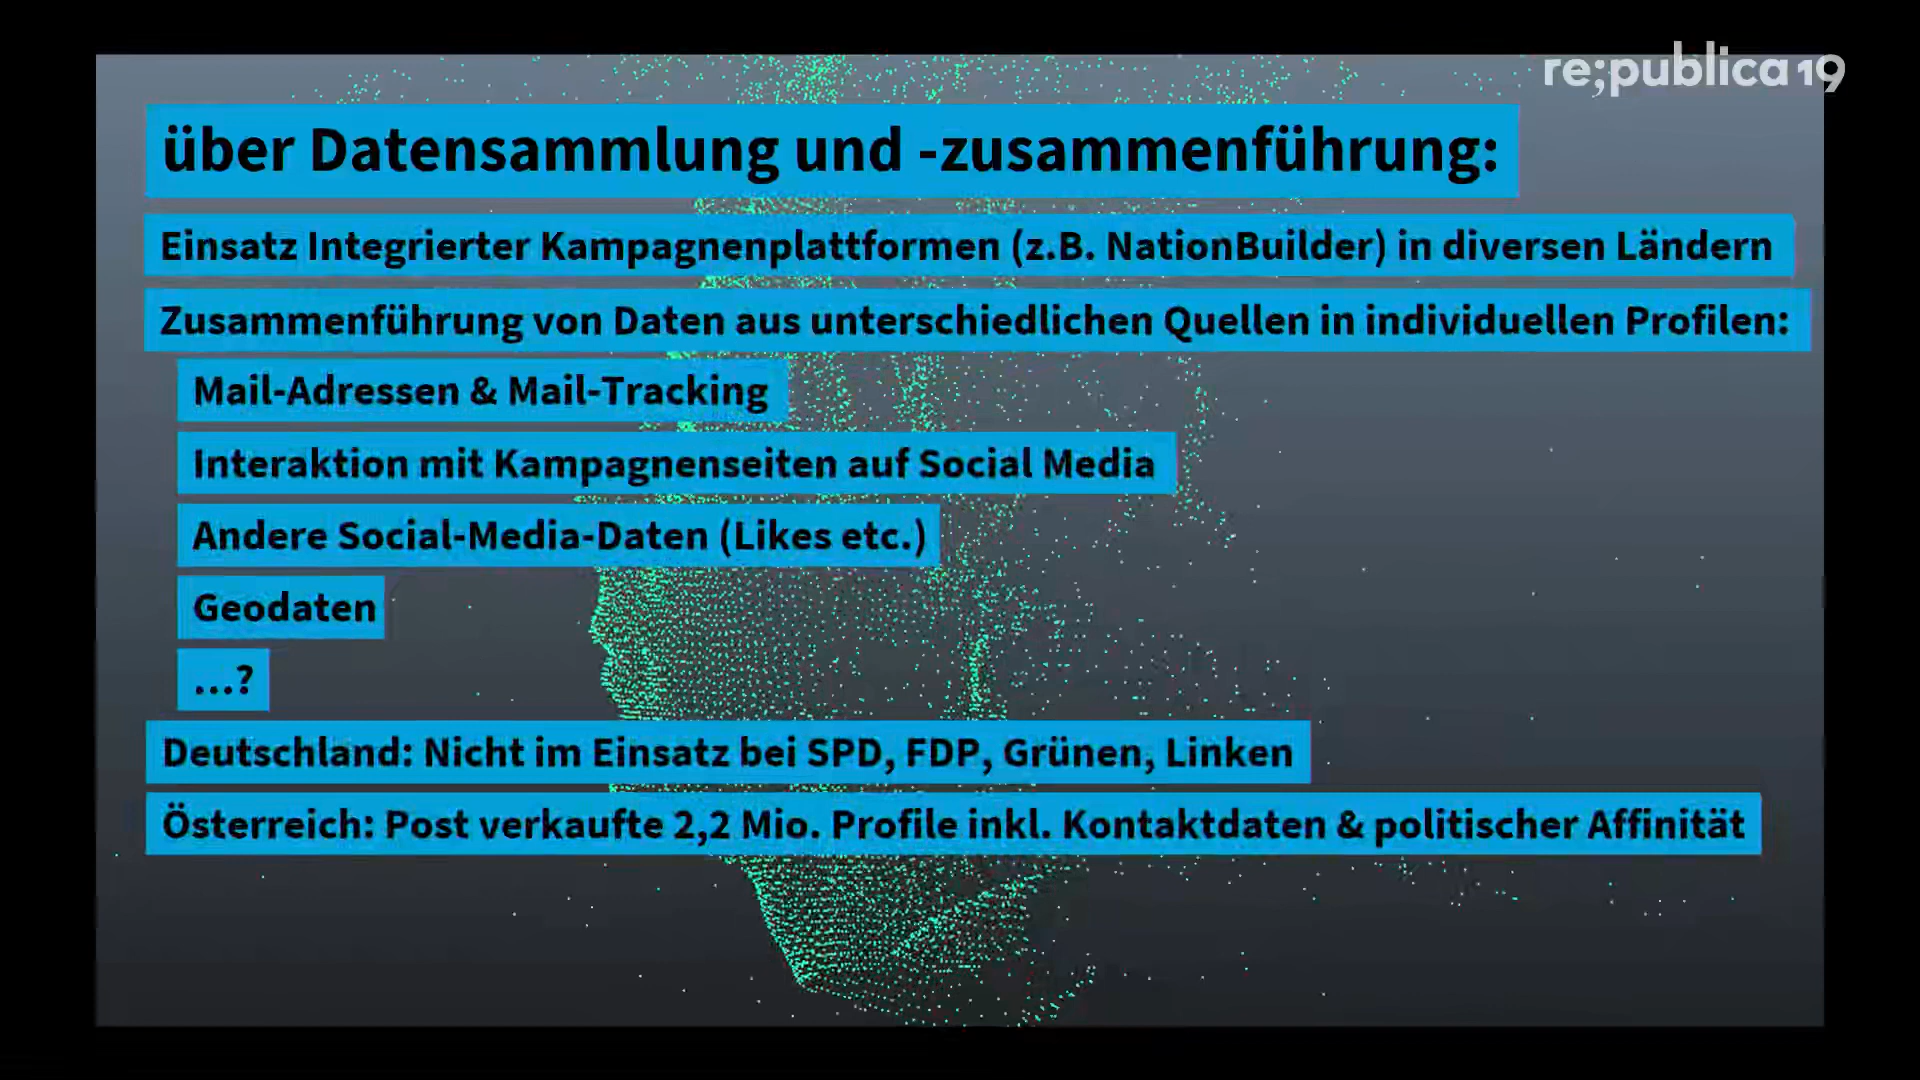 re;publica19
über Datensammlung und -zusammenführung:
Einsatz Integrierter Kampagnenplattformen (z.B. NationBuilder) in diversen Ländern
Zusammenführung von Daten aus unterschiedlichen Quellen in individuellen Profilen:
Mail-Adressen & Mail-Tracking
Interaktion mit Kampagnenseiten auf Social Media
Andere Social-Media-Daten (Likes etc.)
Geodaten
...?
Deutschland: Nicht im Einsatz bei SPD, FDP, Grünen, Linken
Österreich: Post verkaufte 2,2 Mio. Profile inkl. Kontaktdaten & politischer Affinität